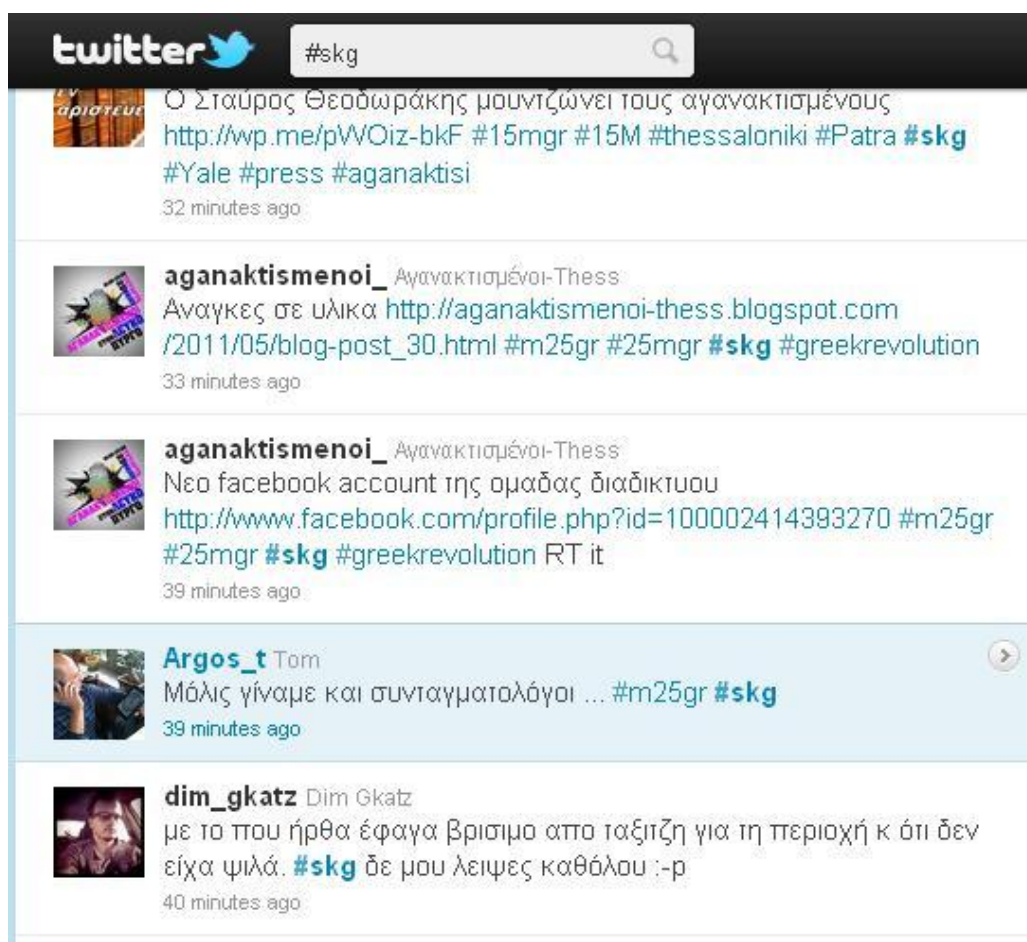 twitter
#skg
Ο Σταύρος Θεοδωράκης μουντζώνει τους αγανακτισμένους
http://wp.me/pWOiz-bkF #15mgr #15M #thessaloniki #Patra #skg
#Yale #press #aganaktisi
32 minutes ago
aganaktismenoi_ Αγανακτισμένοι-Thess
Αναγκες σε υλικα http://aganaktismenoi-thess.blogspot.com
/2011/05/blog-post_30.html #m25gr #25mgr #skg #greekrevolution
33 minutes ago
aganaktismenoi_ Αγανακτισμένοι-Thess
Νεο facebook account της ομαδας διαδικτυου
http://www.facebook.com/profile.php?id=100002414393270 #m25gr
#25mgr #skg #greekrevolution RT it
39 minutes ago
Argos_t Tom
Μόλις γίναμε και συνταγματολόγοι ... #m25gr #skg
39 minutes ago
dim_gkatz Dim Gkatz
με το που ήρθα έφαγα βρισιμο απο ταξιτζη για τη περιοχή κ ότι δεν
είχα ψιλά. #skg δε μου λειψες καθόλου :-p
40 minutes ago